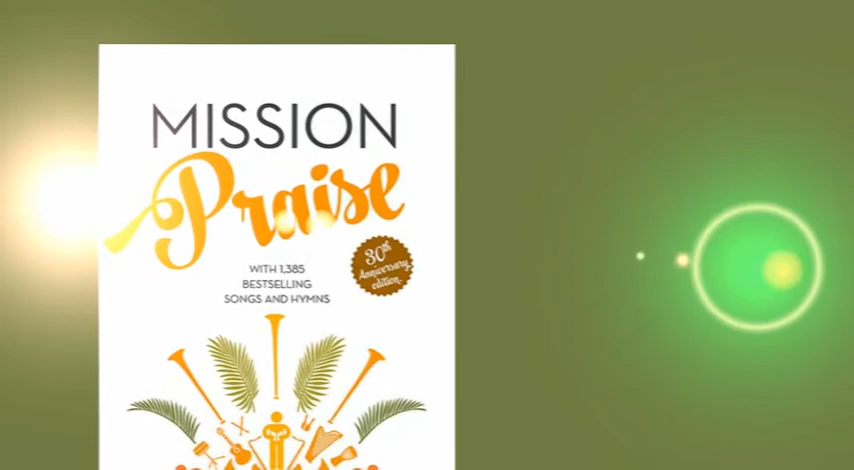 MISSION
Praise
30th
Anniversary
edition
WITH 1,385
BESTSELLING
SONGS AND HYMNS